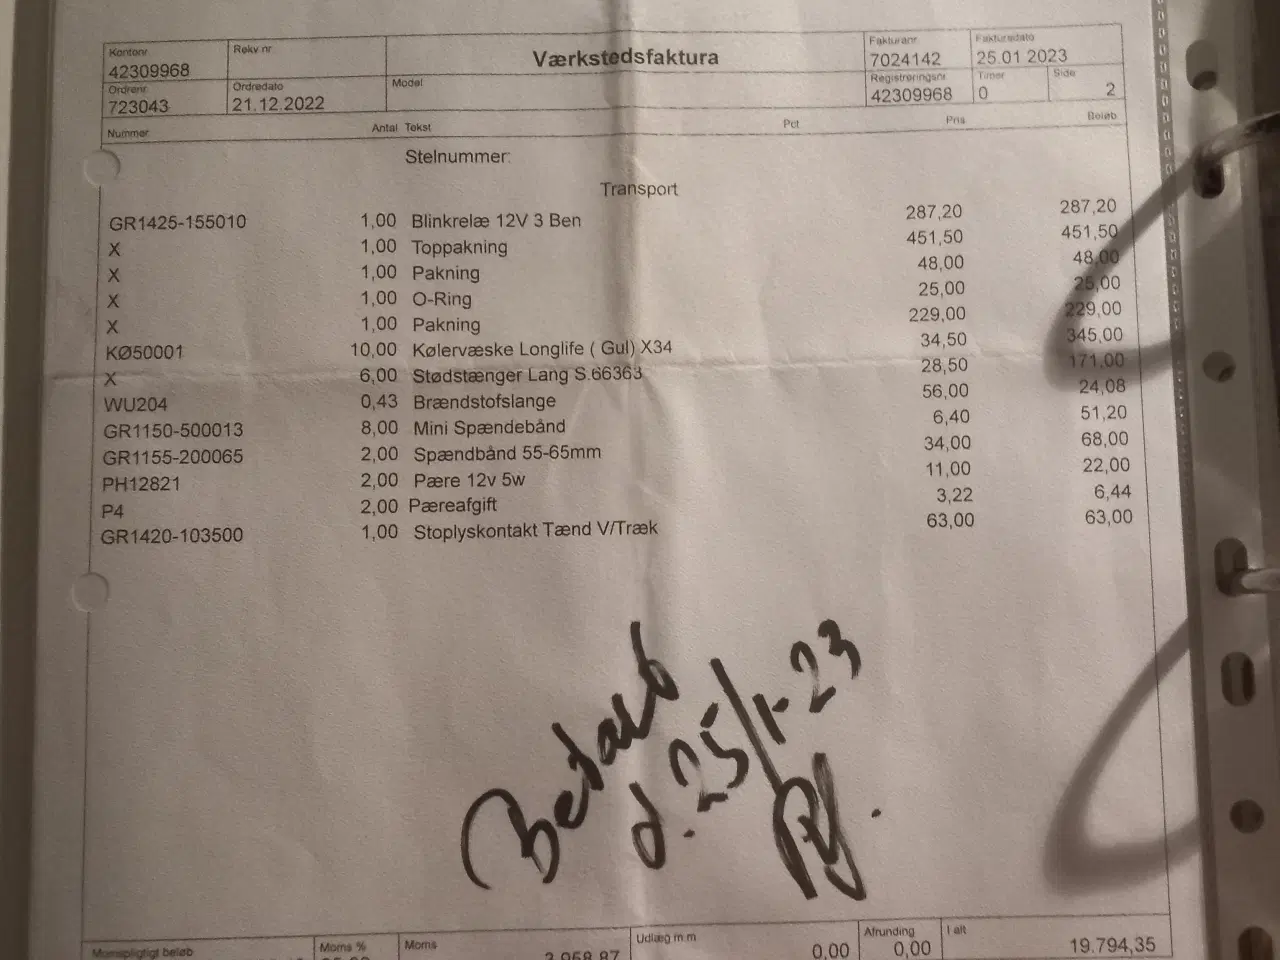 Kontonr. Rekv.nr Værkstedsfaktura Fakturanr. Fakturadato
42309968 7024142 25.01 2023
Ordrenr. Ordredato Model Registreringsnr Timer Side
723043 21.12.2022 42309968 0 2
Nummer Antal Tekst Pct Pris Beløb
Stelnummer:
Transport
GR1425-155010 1,00 Blinkrelæ 12V 3 Ben 287,20 287,20
X 1,00 Toppakning 451,50 451,50
X 1,00 Pakning 48,00 48,00
X 1,00 O-Ring 25,00 25,00
X 1,00 Pakning 229,00 229,00
KØ50001 10,00 Kølervæske Longlife ( Gul) X34 34,50 345,00
X 6,00 Stødstænger Lang S.66363 28,50 171,00
WU204 0,43 Brændstofslange 56,00 24,08
GR1150-500013 8,00 Mini Spændebånd 6,40 51,20
GR1155-200065 2,00 Spændbånd 55-65mm 34,00 68,00
PH12821 2,00 Pære 12v 5w 11,00 22,00
P4 2,00 Pæreafgift 3,22 6,44
GR1420-103500 1,00 Stoplyskontakt Tænd V/Træk 63,00 63,00
Betalt
d. 25/1-23
Momspligtigt beløb Moms % Moms Udlæg m.m Afrunding I alt
3.958,87 0,00 0,00 19.794,35